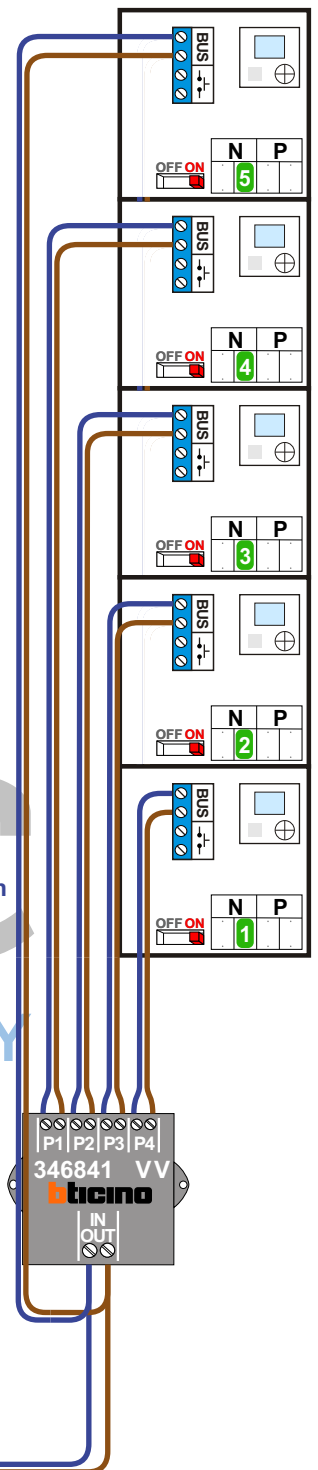 BUS
N P
OFF ON
5
BUS
N P
OFF ON
4
BUS
N P
OFF ON
3
BUS
N P
OFF ON
2
BUS
N P
OFF ON
1
n
Y
P1 P2 P3 P4
346841 VV
bticino
IN
OUT